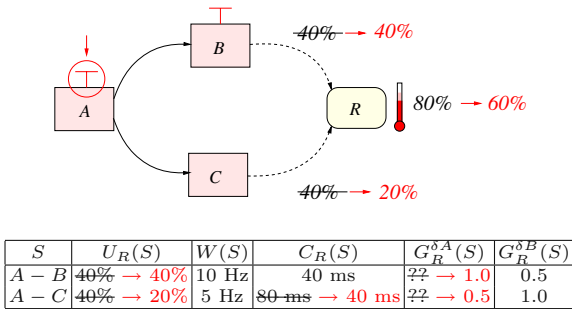 B
40% → 40%
A
R
80% → 60%
C
40% → 20%
S U_R(S) W(S) C_R(S) G_R^{δA}(S) G_R^{δB}(S)
A − B 40% → 40% 10 Hz 40 ms ?? → 1.0 0.5
A − C 40% → 20% 5 Hz 80 ms → 40 ms ?? → 0.5 1.0